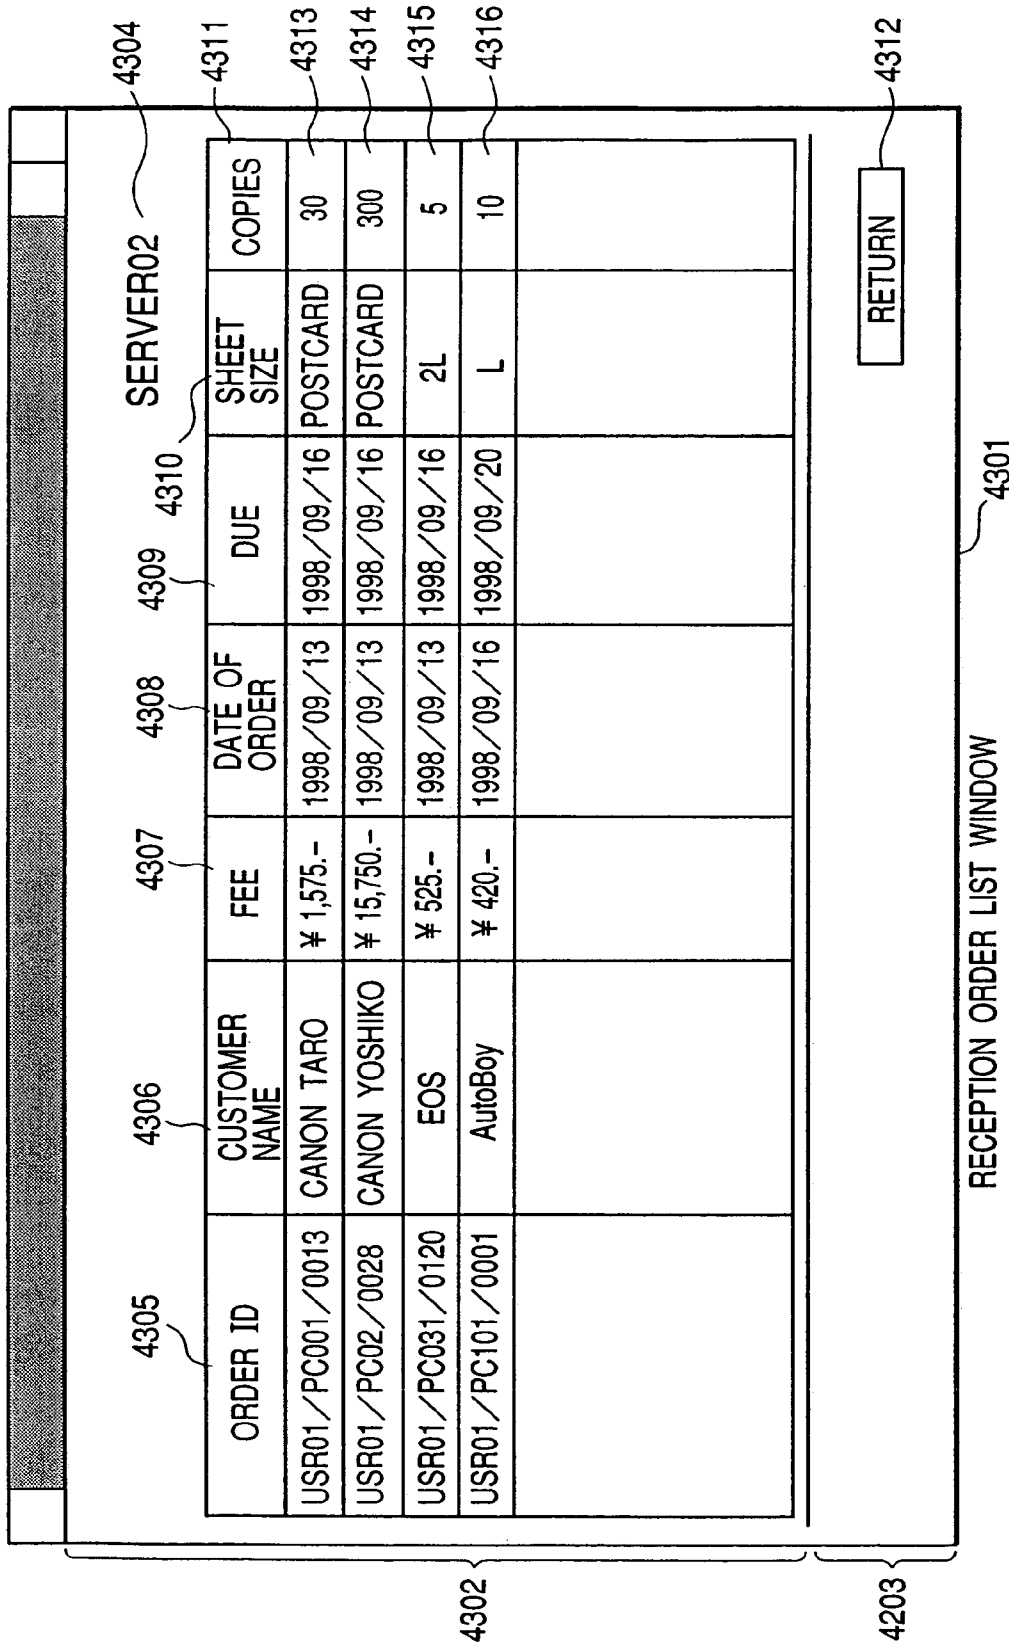 4304
SERVER02
4305
4306
4307
4308
4309
4310
4311
ORDER ID
CUSTOMER
NAME
FEE
DATE OF
ORDER
DUE
SHEET
SIZE
COPIES
USR01/PC001/0013 CANON TARO ¥ 1,575.- 1998/09/13 1998/09/16 POSTCARD 30 4313
USR01/PC02/0028 CANON YOSHIKO ¥ 15,750.- 1998/09/13 1998/09/16 POSTCARD 300 4314
USR01/PC031/0120 EOS ¥ 525.- 1998/09/13 1998/09/16 2L 5 4315
USR01/PC101/0001 AutoBoy ¥ 420.- 1998/09/16 1998/09/20 L 10 4316
4302
RETURN
4312
4203
4301
RECEPTION ORDER LIST WINDOW